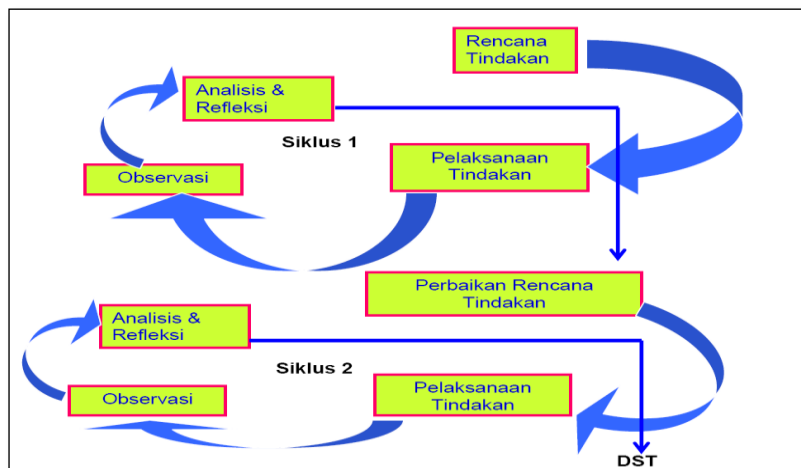 Rencana
Tindakan
Analisis &
Refleksi
Siklus 1
Pelaksanaan
Tindakan
Observasi
Perbaikan Rencana
Tindakan
Analisis &
Refleksi
Siklus 2
Pelaksanaan
Tindakan
Observasi
DST